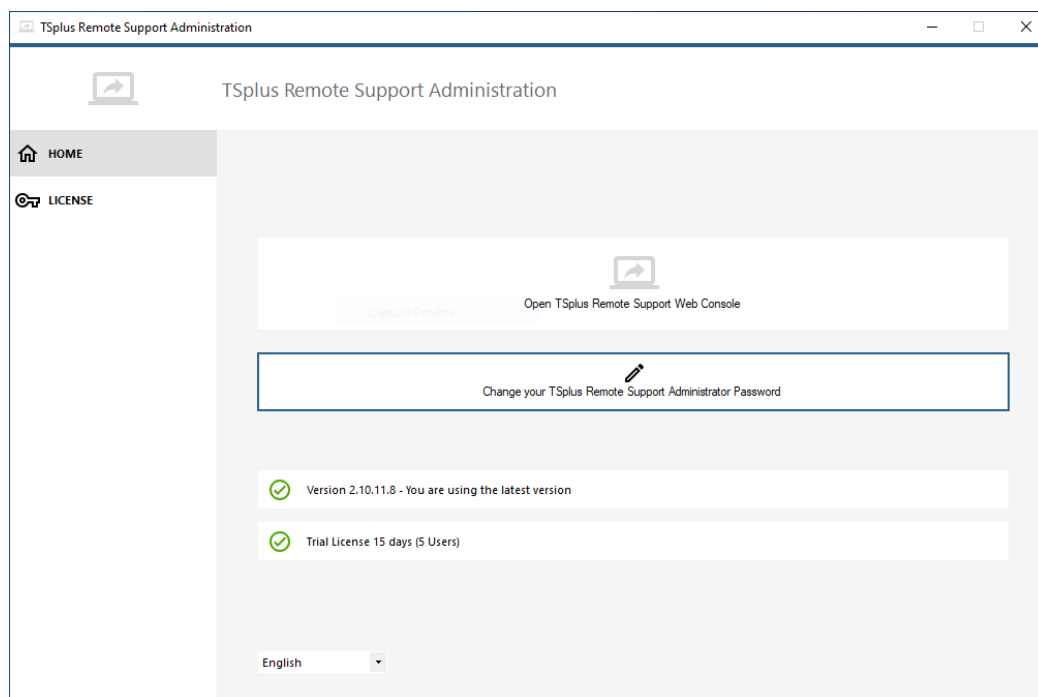 TSplus Remote Support Administration
TSplus Remote Support Administration
HOME
LICENSE
Open TSplus Remote Support Web Console
Capture Fenêtre
Change your TSplus Remote Support Administrator Password
Version 2.10.11.8 - You are using the latest version
Trial License 15 days (5 Users)
English